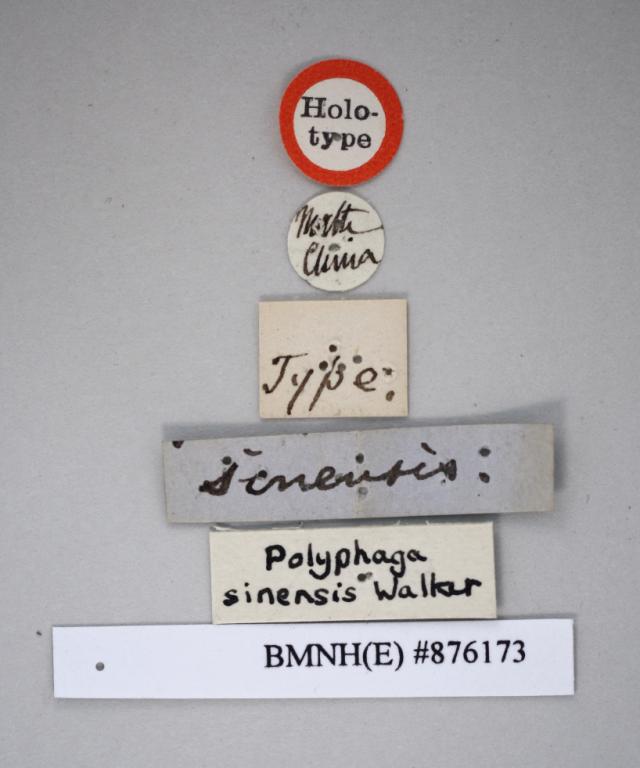 Holo-
type
North
China
Type:
sinensis:
Polyphaga
sinensis Walker
BMNH(E) #876173